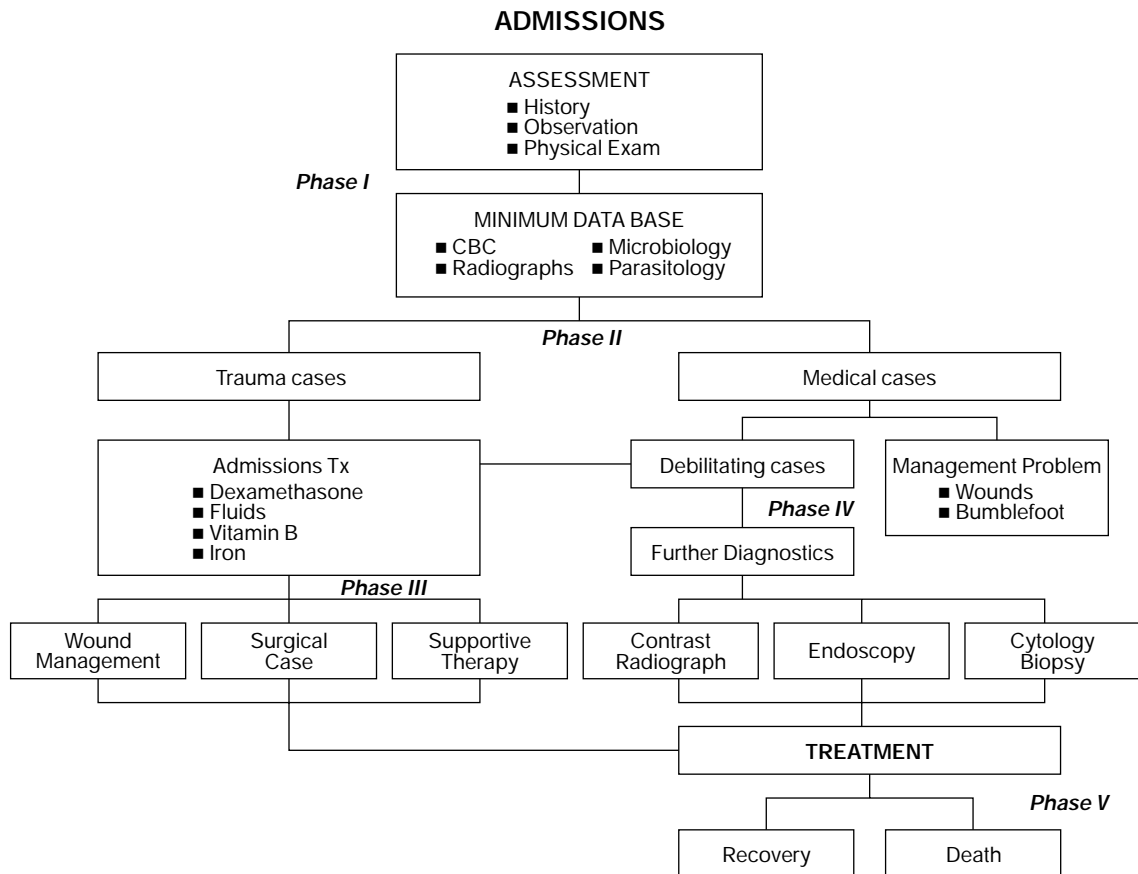 ADMISSIONS
ASSESSMENT
■ History
■ Observation
■ Physical Exam
Phase I
MINIMUM DATA BASE
■ CBC ■ Microbiology
■ Radiographs ■ Parasitology
Phase II
Trauma cases
Medical cases
Admissions Tx
■ Dexamethasone
■ Fluids
■ Vitamin B
■ Iron
Debilitating cases
Management Problem
■ Wounds
■ Bumblefoot
Phase IV
Further Diagnostics
Phase III
Wound
Management
Surgical
Case
Supportive
Therapy
Contrast
Radiograph
Endoscopy
Cytology
Biopsy
TREATMENT
Phase V
Recovery
Death